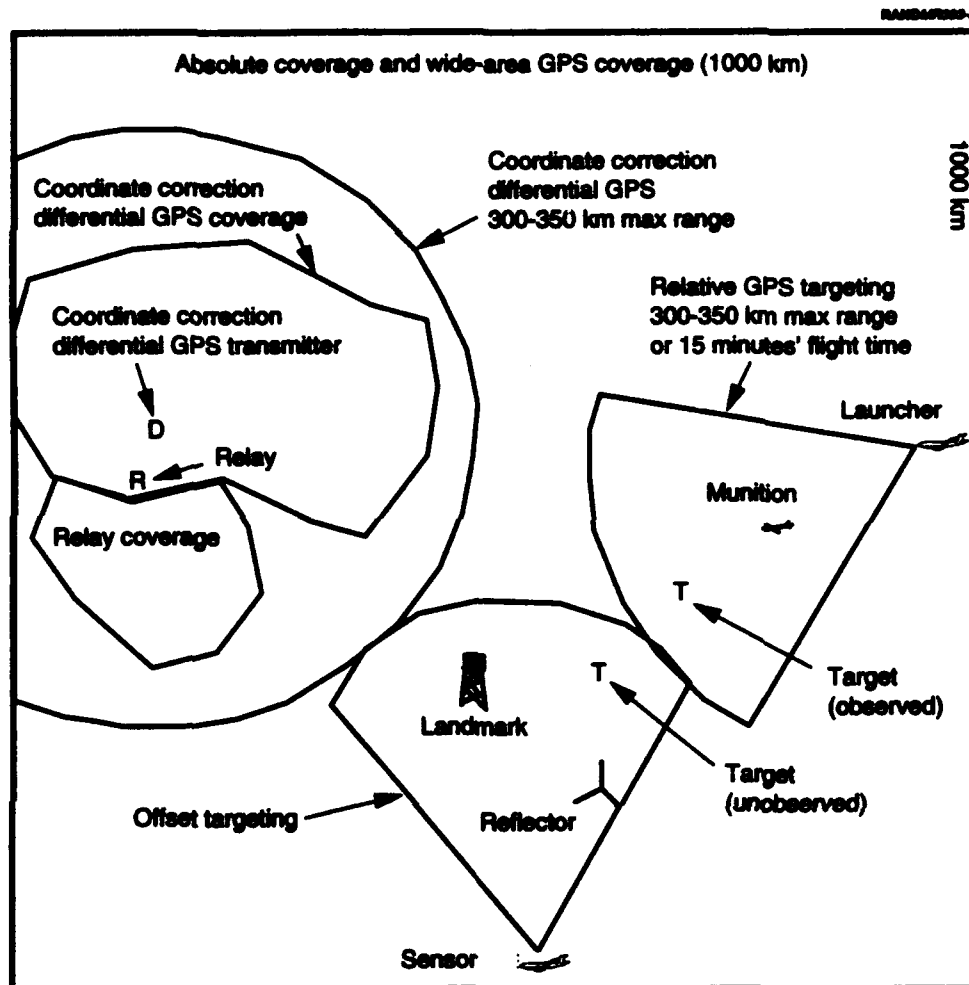 Absolute coverage and wide-area GPS coverage (1000 km)
1000 km
Coordinate correction
differential GPS coverage
Coordinate correction
differential GPS
300-350 km max range
Coordinate correction
differential GPS transmitter
D
R
Relay
Relay coverage
Relative GPS targeting
300-350 km max range
or 15 minutes' flight time
Launcher
Munition
T
Target
(observed)
T
Landmark
Target
(unobserved)
Offset targeting
Reflector
Sensor